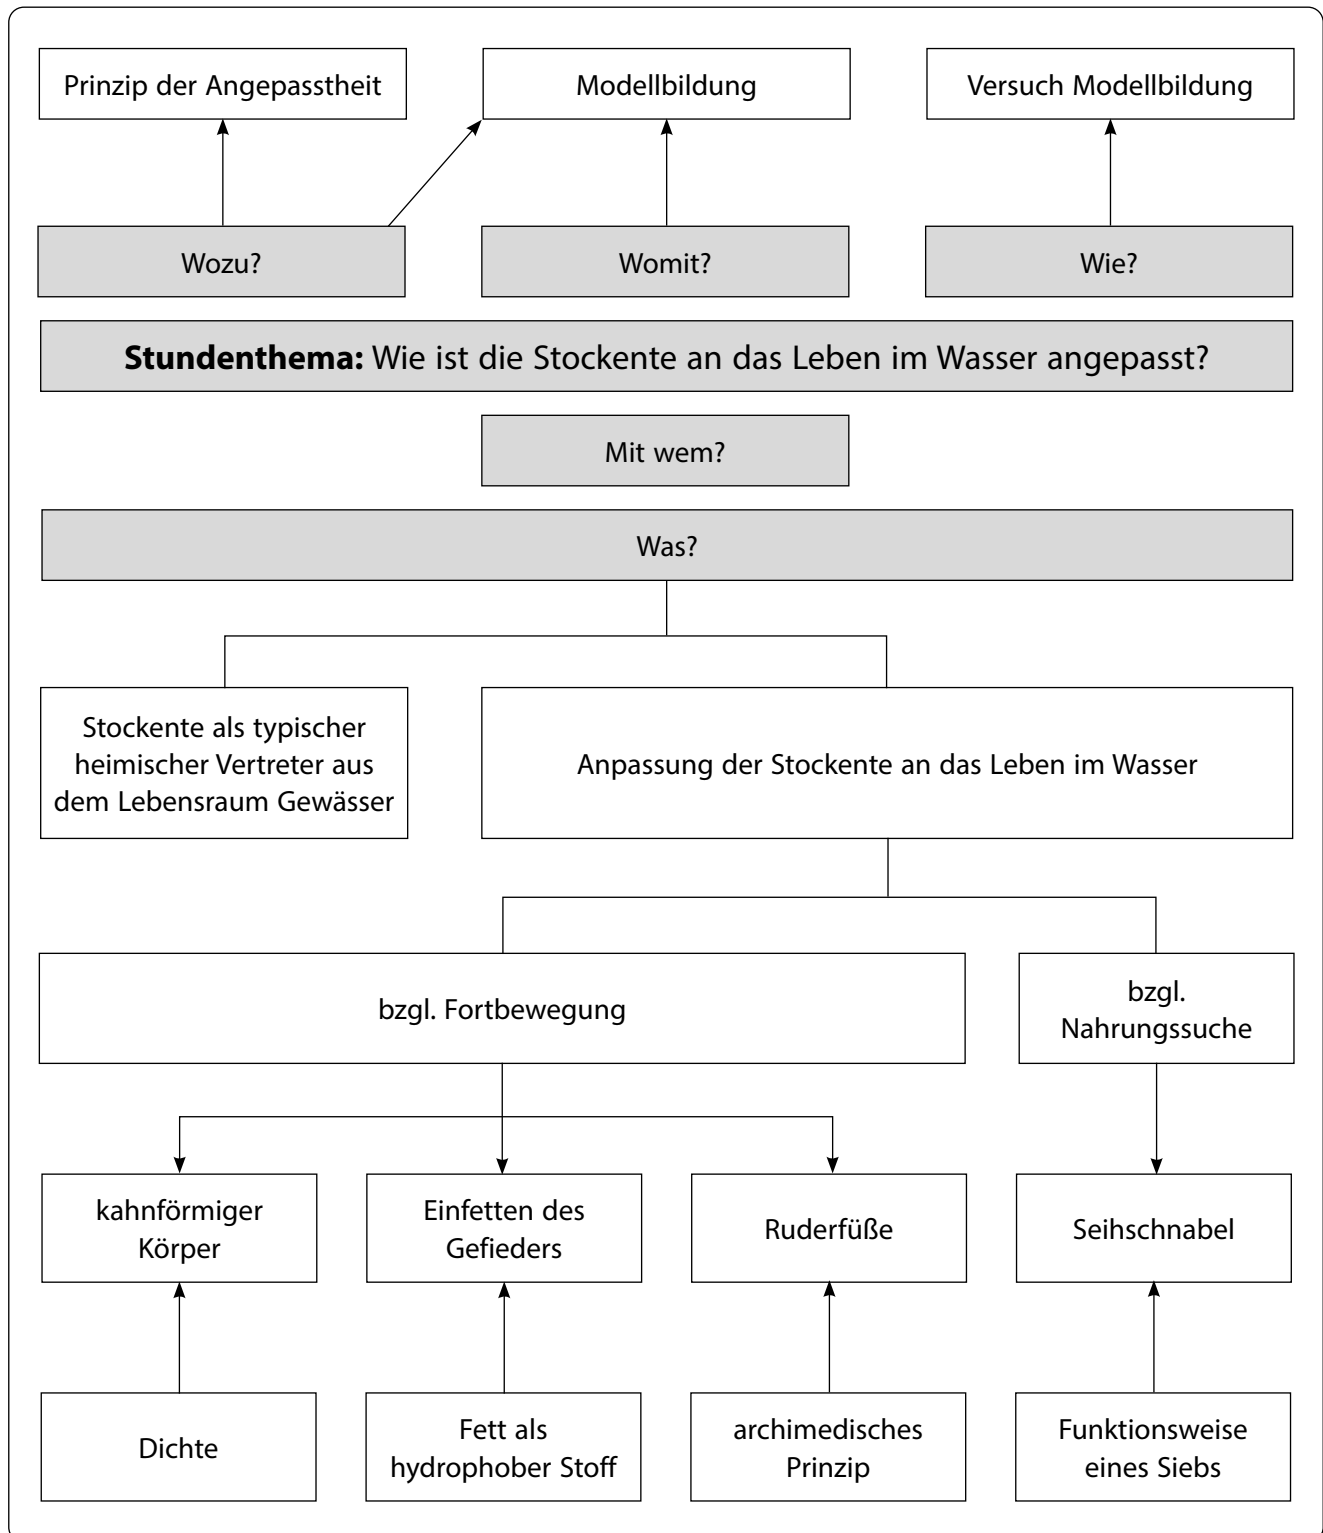 Prinzip der Angepasstheit
Modellbildung
Versuch Modellbildung
Wozu?
Womit?
Wie?
Stundenthema: Wie ist die Stockente an das Leben im Wasser angepasst?
Mit wem?
Was?
Stockente als typischer
heimischer Vertreter aus
dem Lebensraum Gewässer
Anpassung der Stockente an das Leben im Wasser
bzgl. Fortbewegung
bzgl.
Nahrungssuche
kahnförmiger
Körper
Einfetten des
Gefieders
Ruderfüße
Seihschnabel
Dichte
Fett als
hydrophober Stoff
archimedisches
Prinzip
Funktionsweise
eines Siebs